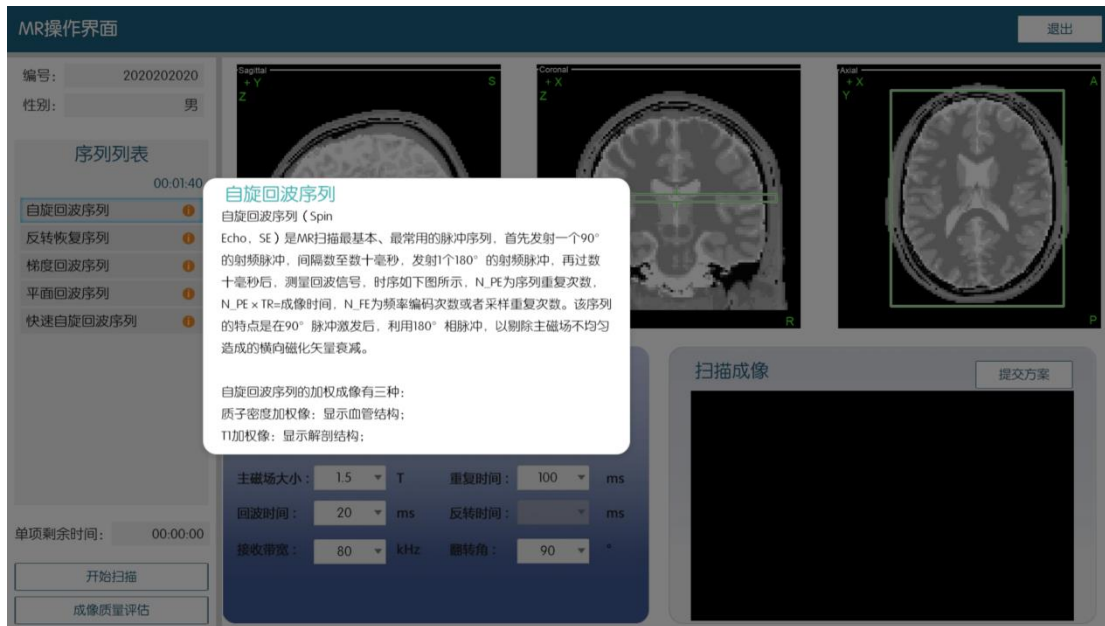 MR操作界面
退出
编号: 2020202020
性别: 男
序列列表
00:01:40
自旋回波序列
反转恢复序列
梯度回波序列
平面回波序列
快速自旋回波序列
单项剩余时间: 00:00:00
开始扫描
成像质量评估
Sagittal
+ Y
Z
S
Coronal
+ X
Z
R
Axial
+ X
Y
A
P
自旋回波序列
自旋回波序列(Spin
Echo, SE)是MR扫描最基本、最常用的脉冲序列, 首先发射一个90°
的射频脉冲, 间隔数至数十毫秒, 发射1个180° 的射频脉冲, 再过数
十毫秒后, 测量回波信号, 时序如下图所示, N_PE为序列重复次数,
N_PE×TR=成像时间, N_FE为频率编码次数或者采样重复次数。该序列
的特点是在90° 脉冲激发后, 利用180° 相脉冲, 以剔除主磁场不均匀
造成的横向磁化矢量衰减。
自旋回波序列的加权成像有三种:
质子密度加权像: 显示血管结构;
T1加权像: 显示解剖结构;
主磁场大小: 1.5 T 重复时间: 100 ms
回波时间: 20 ms 反转时间: ms
接收带宽: 80 kHz 翻转角: 90 °
扫描成像
提交方案